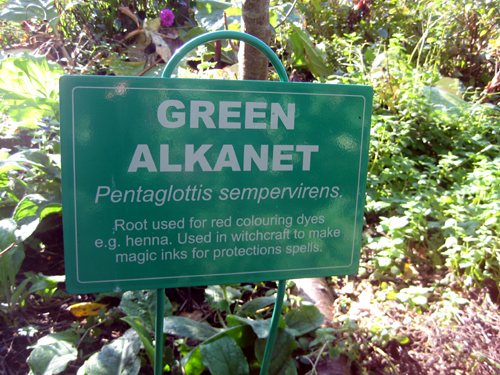 GREEN
ALKANET
Pentaglottis sempervirens.
Root used for red colouring dyes
e.g. henna. Used in witchcraft to make
magic inks for protections spells.